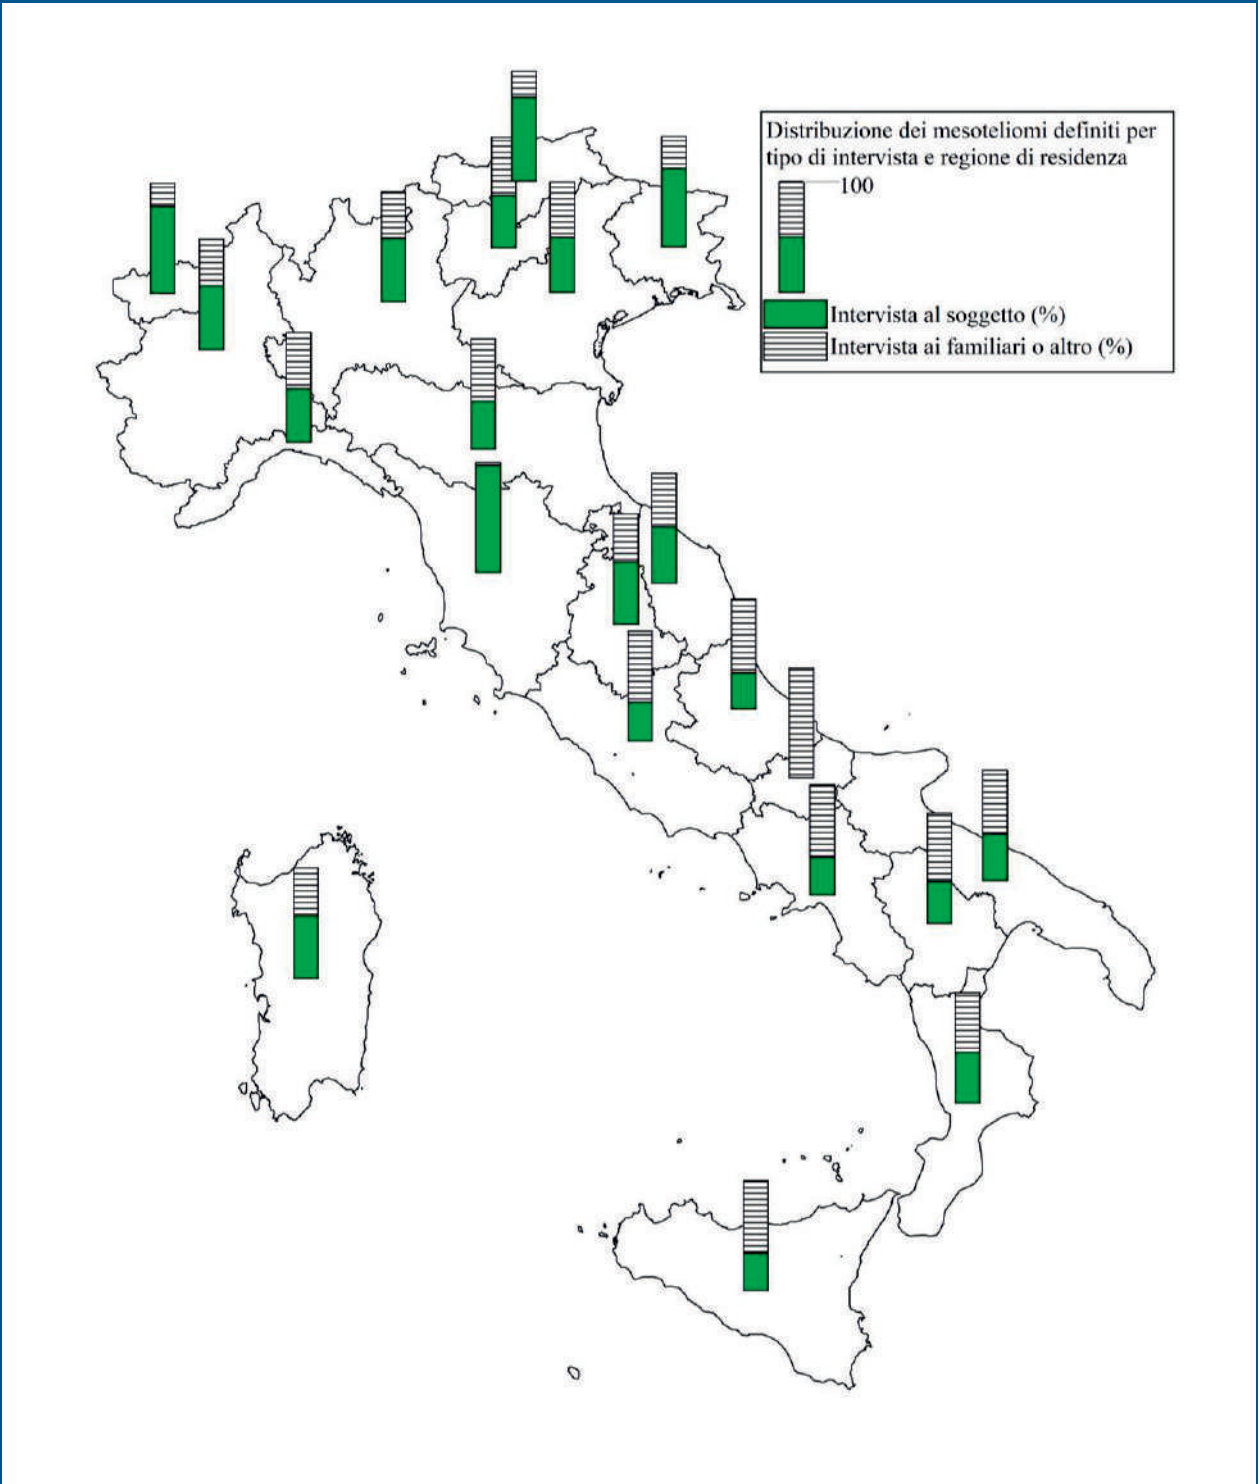 Distribuzione dei mesoteliomi definiti per
tipo di intervista e regione di residenza
100
Intervista al soggetto (%)
Intervista ai familiari o altro (%)